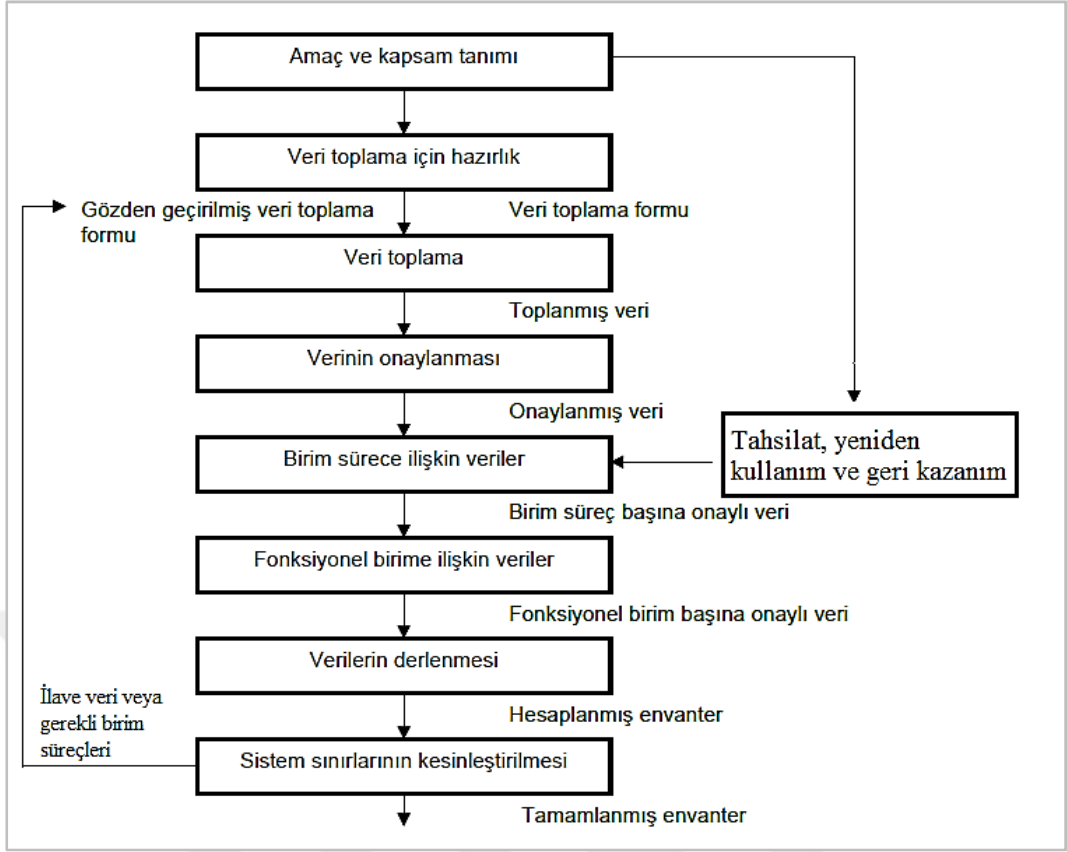 Amaç ve kapsam tanımı
Veri toplama için hazırlık
Gözden geçirilmiş veri toplama
formu
Veri toplama formu
Veri toplama
Toplanmış veri
Verinin onaylanması
Onaylanmış veri
Tahsilat, yeniden
kullanım ve geri kazanım
Birim sürece ilişkin veriler
Birim süreç başına onaylı veri
Fonksiyonel birime ilişkin veriler
Fonksiyonel birim başına onaylı veri
Verilerin derlenmesi
Hesaplanmış envanter
İlave veri veya
gerekli birim
süreçleri
Sistem sınırlarının kesinleştirilmesi
Tamamlanmış envanter